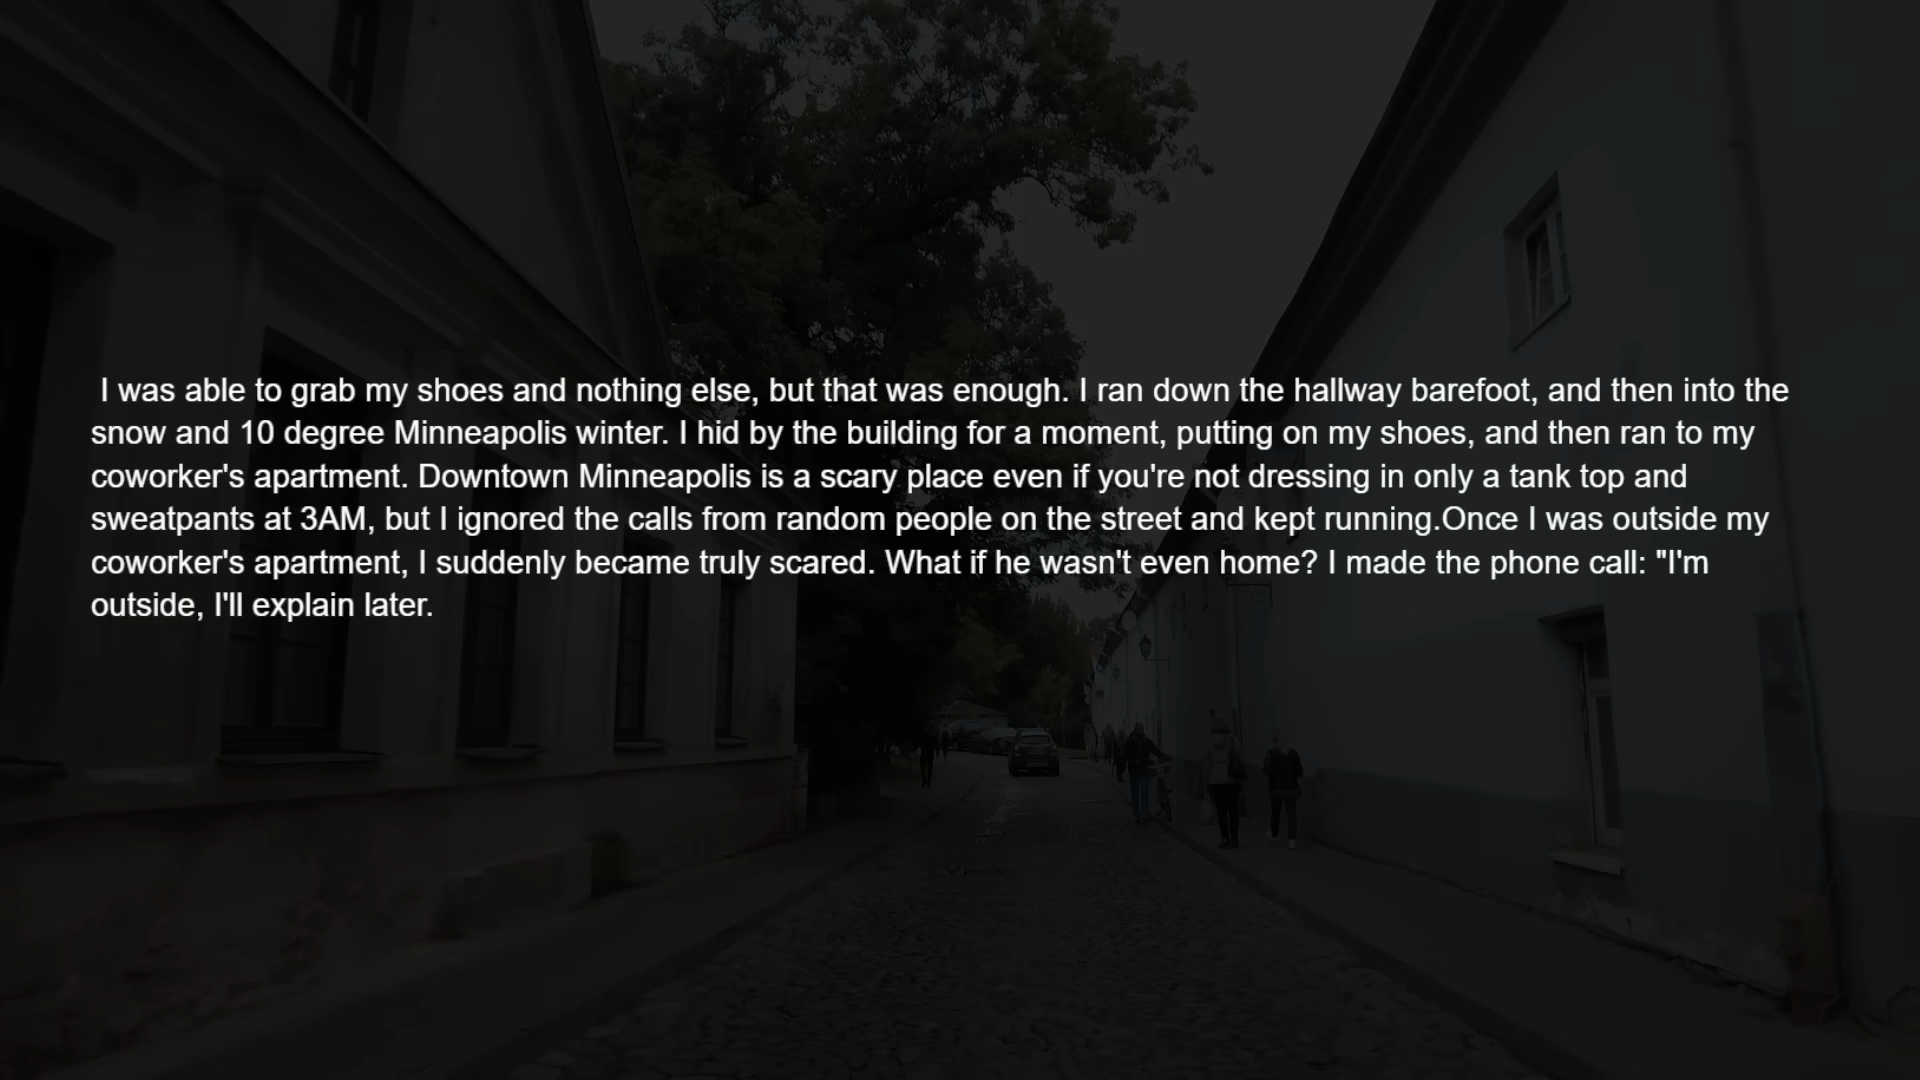 I was able to grab my shoes and nothing else, but that was enough. I ran down the hallway barefoot, and then into the
snow and 10 degree Minneapolis winter. I hid by the building for a moment, putting on my shoes, and then ran to my
coworker's apartment. Downtown Minneapolis is a scary place even if you're not dressing in only a tank top and
sweatpants at 3AM, but I ignored the calls from random people on the street and kept running.Once I was outside my
coworker's apartment, I suddenly became truly scared. What if he wasn't even home? I made the phone call: "I'm
outside, I'll explain later.